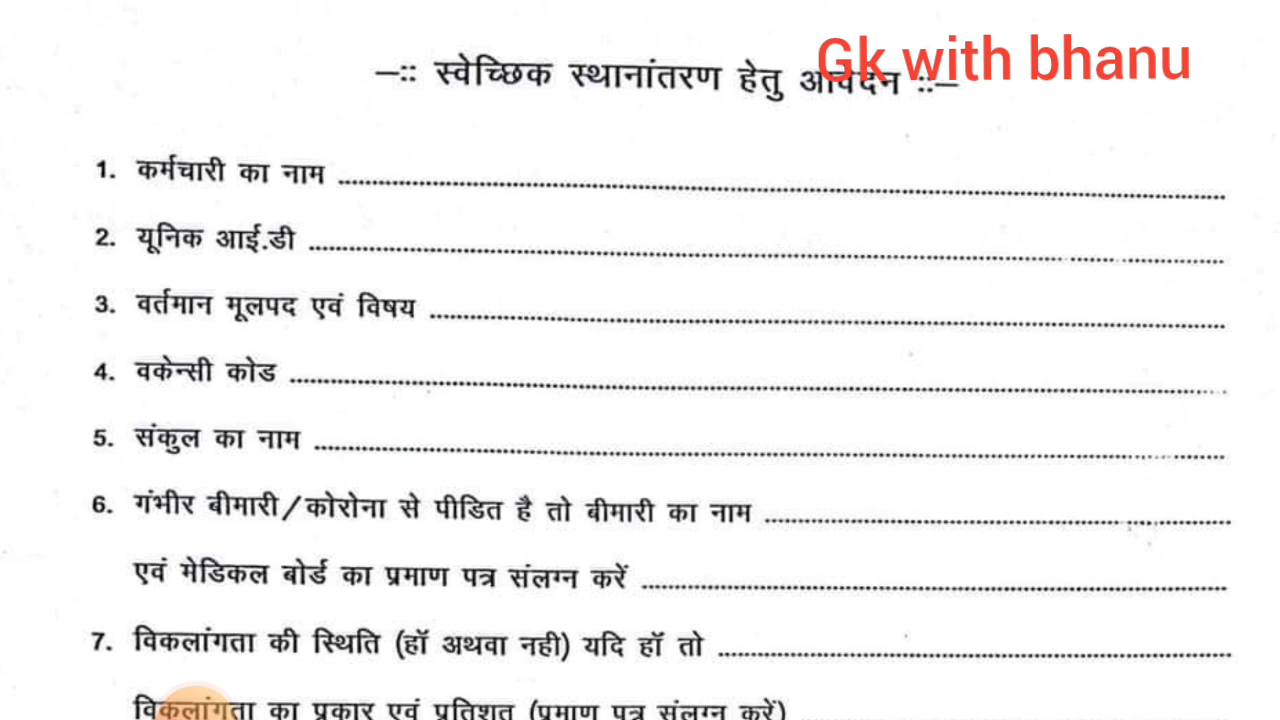 Gk with bhanu
–:: स्वेच्छिक स्थानांतरण हेतु आवेदन ::–
1. कर्मचारी का नाम
2. यूनिक आई.डी
3. वर्तमान मूलपद एवं विषय
4. वकेन्सी कोड
5. संकुल का नाम
6. गंभीर बीमारी/कोरोना से पीडित है तो बीमारी का नाम
एवं मेडिकल बोर्ड का प्रमाण पत्र संलग्न करें
7. विकलांगता की स्थिति (हॉ अथवा नही) यदि हॉ तो
विकलांगता का प्रकार एवं प्रतिशत (प्रमाण पत्र संलग्न करें)